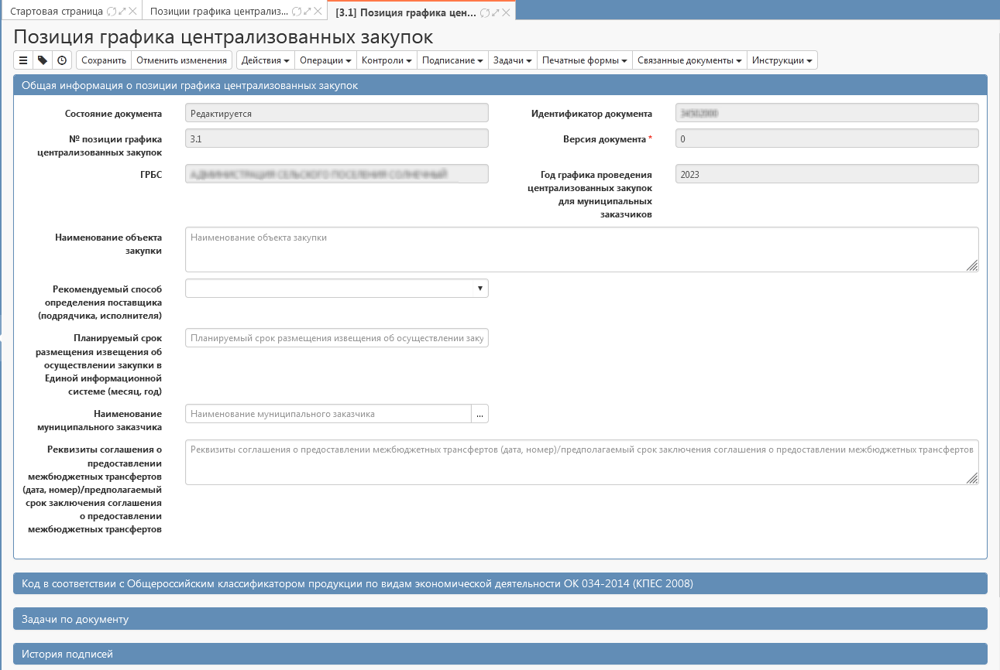 Стартовая страница
Позиции графика централиз...
[3.1] Позиция графика цен...
Позиция графика централизованных закупок
Сохранить Отменить изменения Действия Операции Контроли Подписание Задачи Печатные формы Связанные документы Инструкции
Общая информация о позиции графика централизованных закупок
Состояние документа
Редактируется
Идентификатор документа
№ позиции графика
централизованных закупок
3.1
Версия документа *
0
ГРБС
АДМИНИСТРАЦИЯ СЕЛЬСКОГО ПОСЕЛЕНИЯ СОЛНЕЧНЫЙ
Год графика проведения
централизованных закупок
для муниципальных
заказчиков
2023
Наименование объекта
закупки
Наименование объекта закупки
Рекомендуемый способ
определения поставщика
(подрядчика, исполнителя)
Планируемый срок
размещения извещения об
осуществлении закупки в
Единой информационной
системе (месяц, год)
Планируемый срок размещения извещения об осуществлении заку
Наименование
муниципального заказчика
Наименование муниципального заказчика
...
Реквизиты соглашения о
предоставлении
межбюджетных трансфертов
(дата, номер)/предполагаемый
срок заключения соглашения
о предоставлении
межбюджетных трансфертов
Реквизиты соглашения о предоставлении межбюджетных трансфертов (дата, номер)/предполагаемый срок заключения соглашения о предоставлении межбюджетных трансфертов
Код в соответствии с Общероссийским классификатором продукции по видам экономической деятельности ОК 034-2014 (КПЕС 2008)
Задачи по документу
История подписей